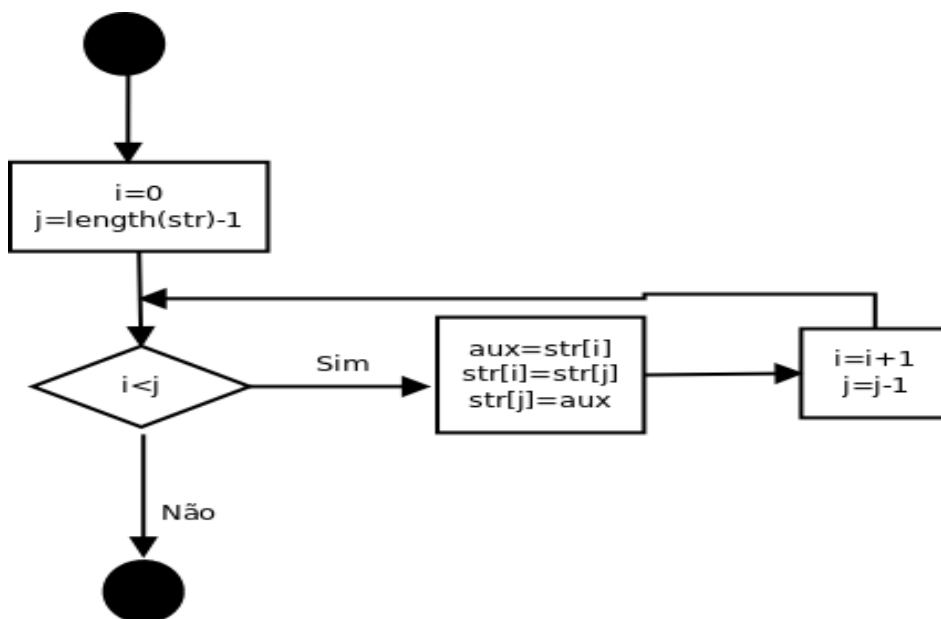 i=0
j=length(str)-1
i<j
Sim
aux=str[i]
str[i]=str[j]
str[j]=aux
i=i+1
j=j-1
Não